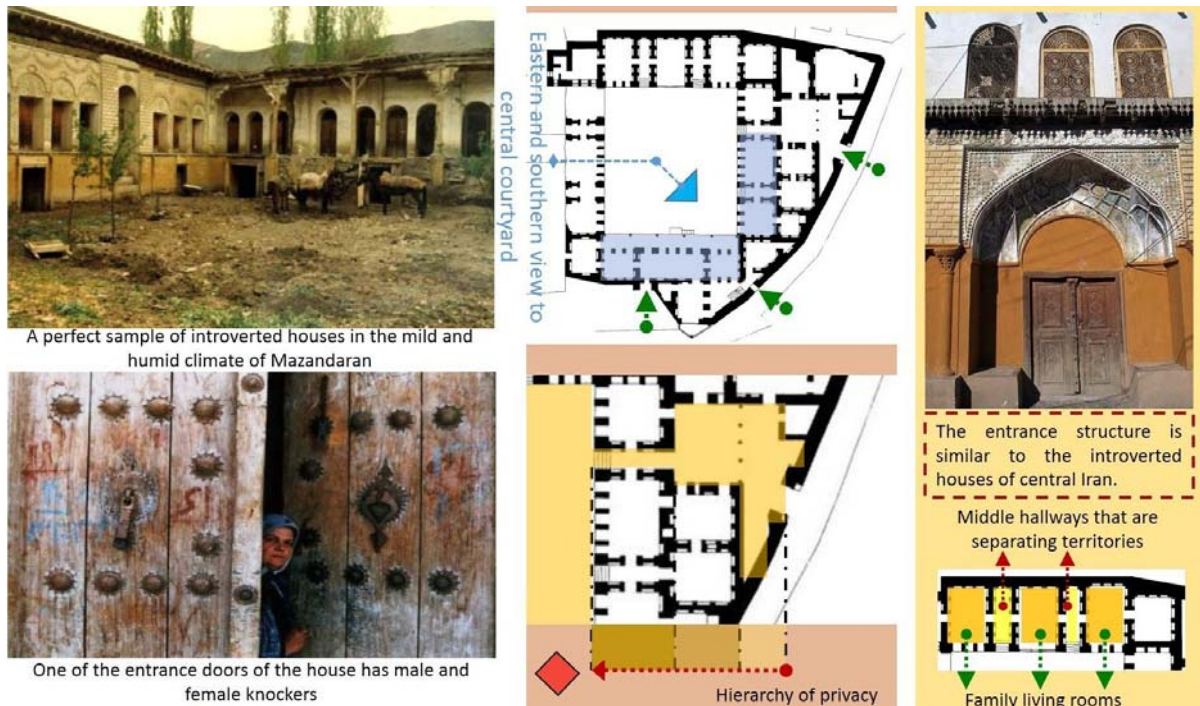 A perfect sample of introverted houses in the mild and
humid climate of Mazandaran
One of the entrance doors of the house has male and
female knockers
Eastern and southern view to
central courtyard
Hierarchy of privacy
The entrance structure is
similar to the introverted
houses of central Iran.
Middle hallways that are
separating territories
Family living rooms